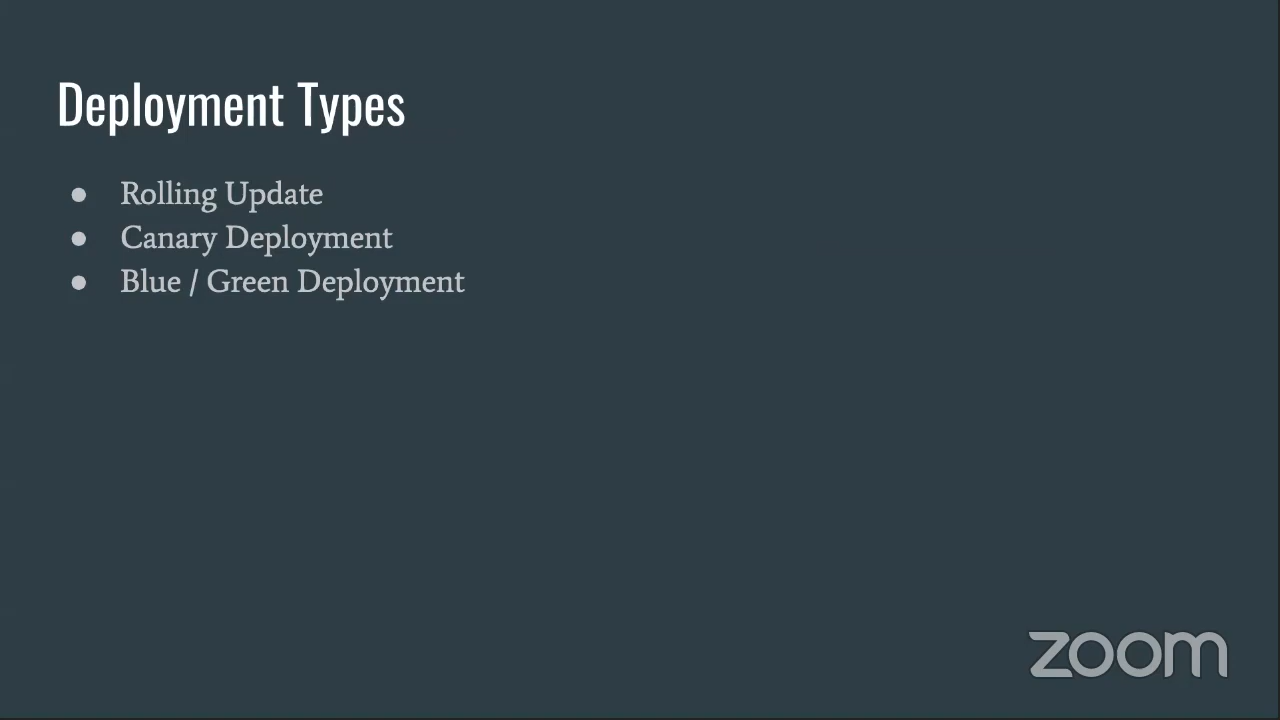 Deployment Types
● Rolling Update
● Canary Deployment
● Blue / Green Deployment
zoom